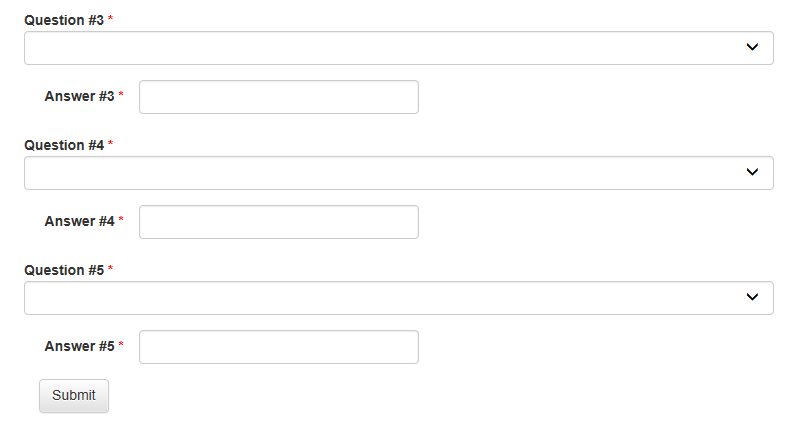 Question #3 *
Answer #3 *
Question #4 *
Answer #4 *
Question #5 *
Answer #5 *
Submit